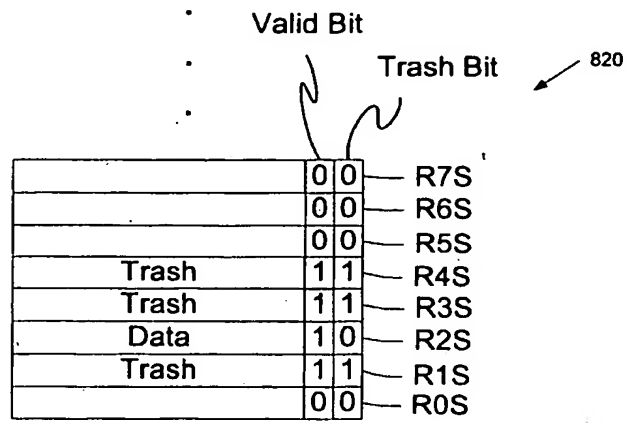 Valid Bit
Trash Bit
820
0 0 R7S
0 0 R6S
0 0 R5S
Trash 1 1 R4S
Trash 1 1 R3S
Data 1 0 R2S
Trash 1 1 R1S
0 0 R0S